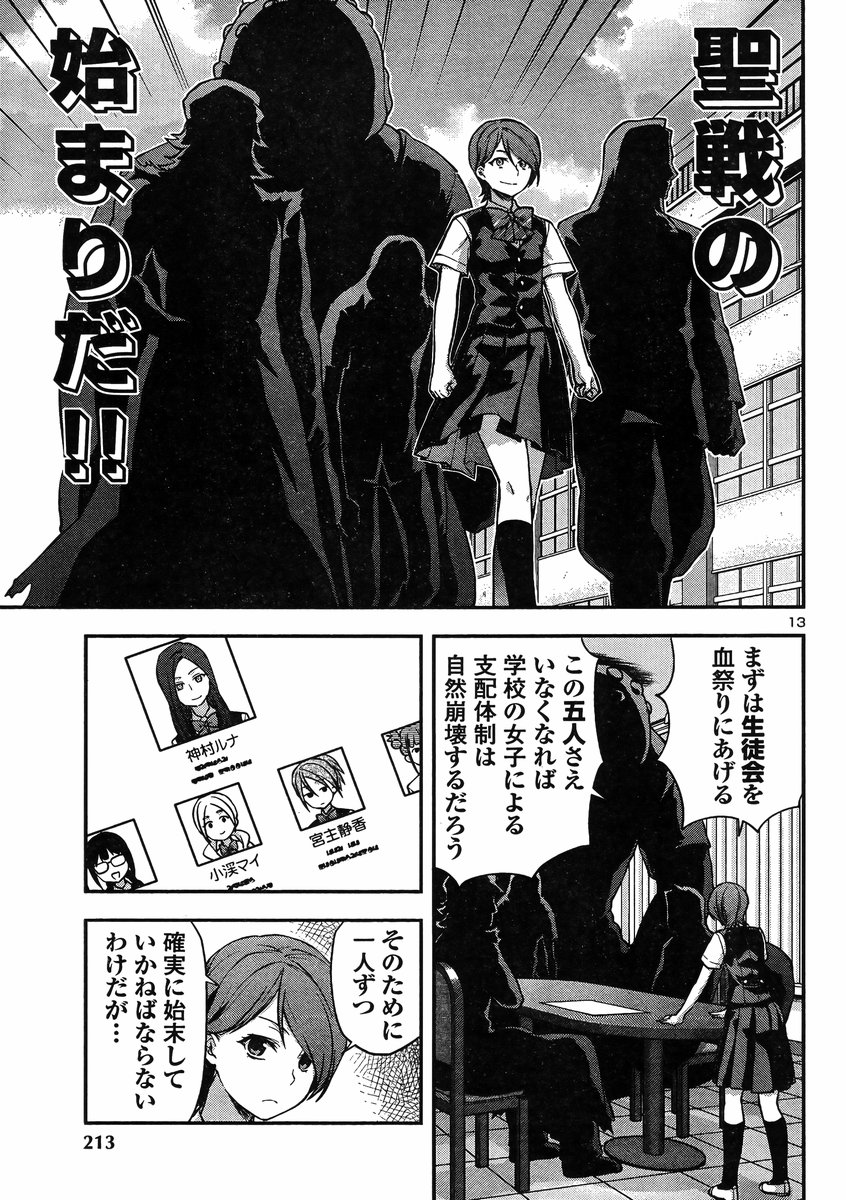 聖戦の
始まりだ!!
13
まずは生徒会を
血祭りにあげる
この五人さえ
いなくなれば
学校の女子による
支配体制は
自然崩壊するだろう
神村ルナ
宮主静香
小渓マイ
そのために
一人ずつ
確実に始末して
いかねばならない
わけだが…
213